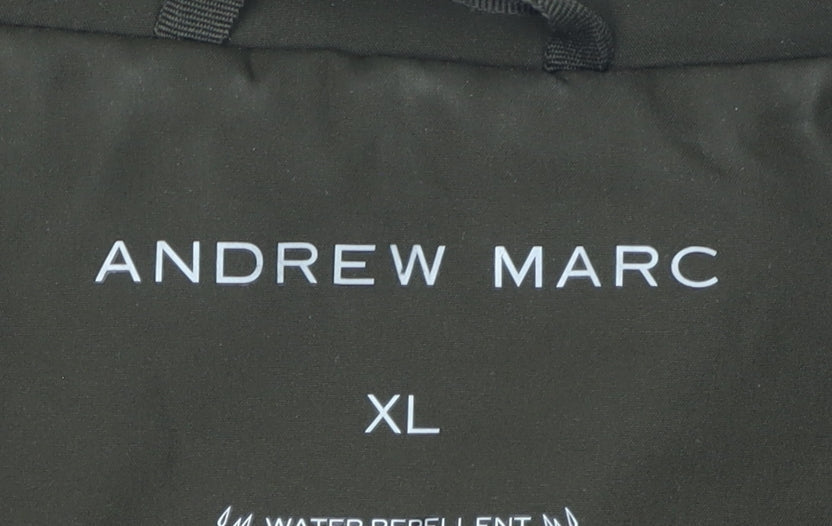 ANDREW MARC
XL
WATER REPELLENT